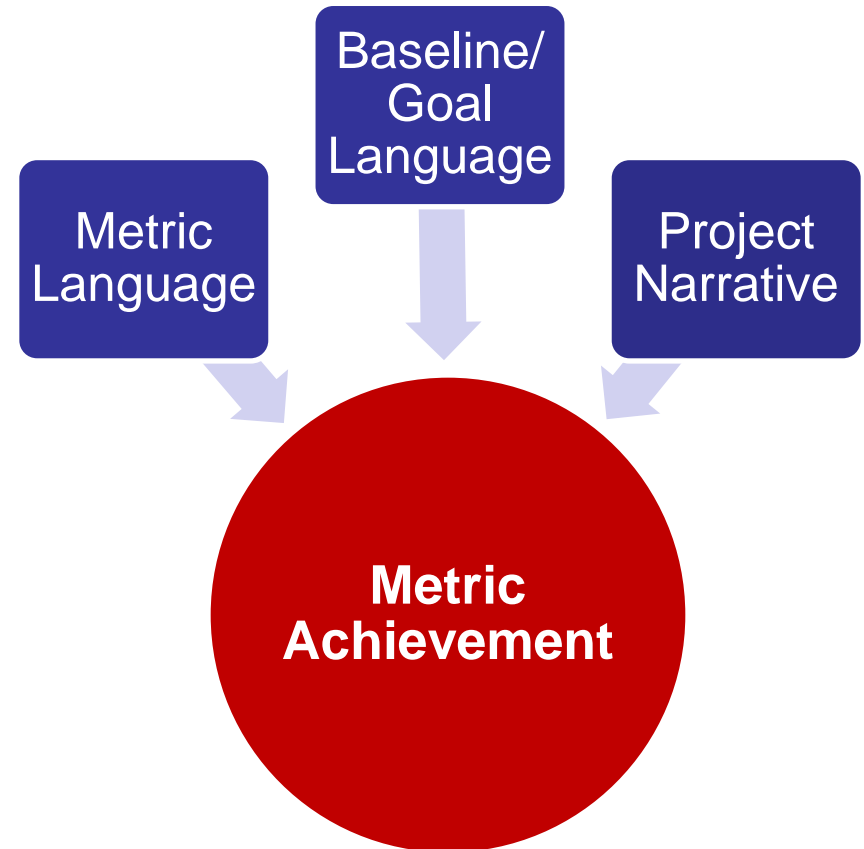 Baseline/
Goal
Language
Metric
Language
Project
Narrative
Metric
Achievement